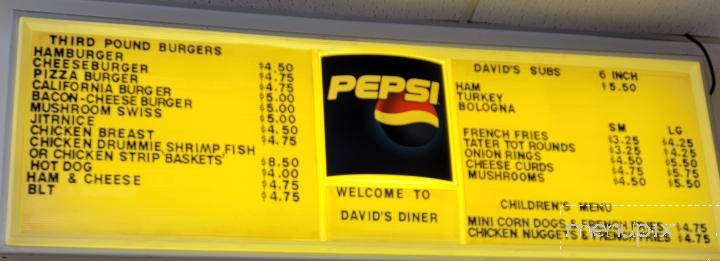 THIRD POUND BURGERS
HAMBURGER $4.50
CHEESEBURGER $4.75
PIZZA BURGER $4.75
CALIFORNIA BURGER $5.00
BACON-CHEESE BURGER $5.00
MUSHROOM SWISS $5.00
JITRNICE $4.50
CHICKEN BREAST $4.75
CHICKEN DRUMMIE, SHRIMP, FISH
OR CHICKEN STRIP 'BASKETS' $8.50
HOT DOG $4.00
HAM & CHEESE $4.75
BLT $4.75
PEPSI
WELCOME TO
DAVID'S DINER
DAVID'S SUBS 6 INCH
HAM $5.50
TURKEY
BOLOGNA
SM LG
FRENCH FRIES $3.25 $4.25
TATER TOT ROUNDS $3.25 $4.25
ONION RINGS $4.50 $5.50
CHEESE CURDS $4.75 $5.75
MUSHROOMS $4.50 $5.50
CHILDREN'S MENU
MINI CORN DOGS & FRENCH FRIES $4.75
CHICKEN NUGGETS & FRENCH FRIES $4.75
menupix